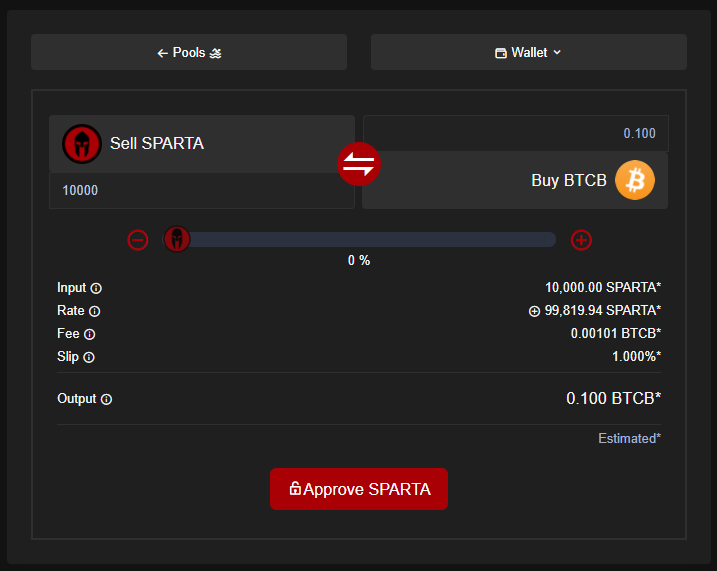 ← Pools
Wallet
Sell SPARTA
10000
0.100
Buy BTCB
0 %
Input 10,000.00 SPARTA*
Rate 99,819.94 SPARTA*
Fee 0.00101 BTCB*
Slip 1.000%*
Output 0.100 BTCB*
Estimated*
Approve SPARTA